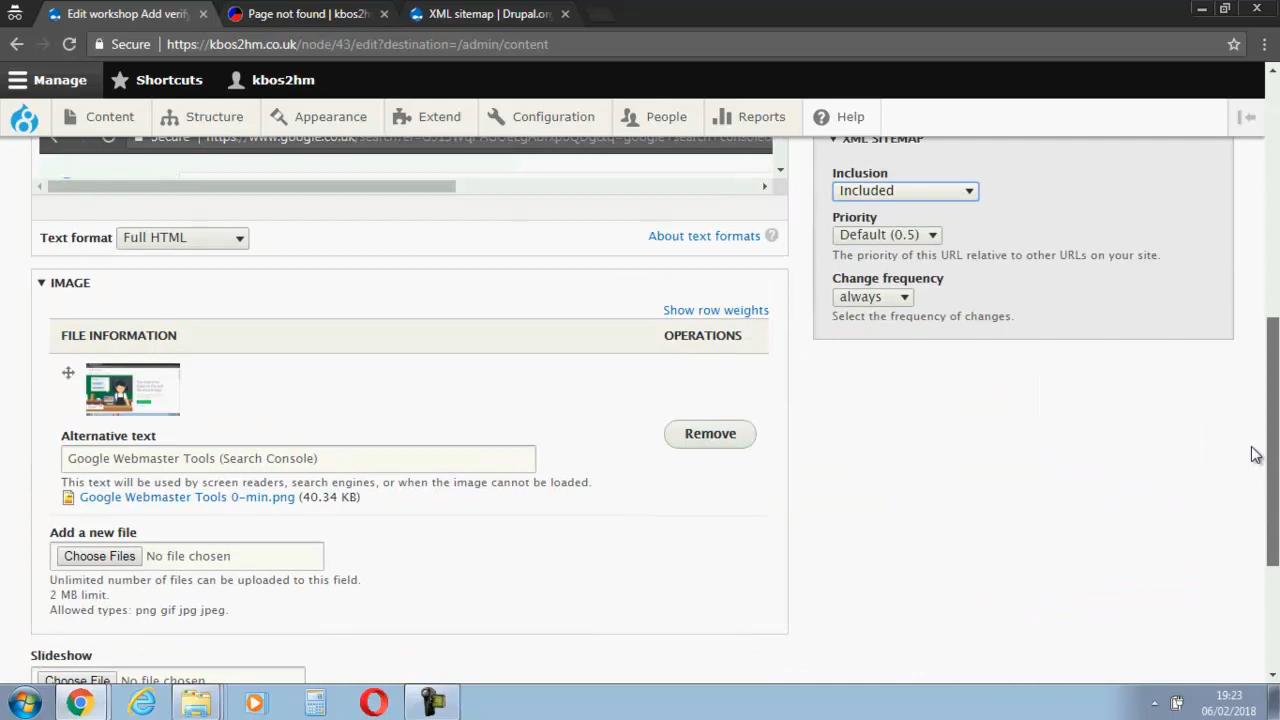 Edit workshop Add verify
Page not found | kbos2h
XML sitemap | Drupal.or
Secure
https://kbos2hm.co.uk/node/43/edit?destination=/admin/content
Manage
Shortcuts
kbos2hm
Content
Structure
Appearance
Extend
Configuration
People
Reports
Help
XML SITEMAP
Inclusion
Included
Text format
Full HTML
About text formats
Priority
Default (0.5)
The priority of this URL relative to other URLs on your site.
Change frequency
always
Select the frequency of changes.
IMAGE
Show row weights
FILE INFORMATION
OPERATIONS
Alternative text
Google Webmaster Tools (Search Console)
Remove
This text will be used by screen readers, search engines, or when the image cannot be loaded.
Google Webmaster Tools 0-min.png (40.34 KB)
Add a new file
Choose Files No file chosen
Unlimited number of files can be uploaded to this field.
2 MB limit.
Allowed types: png gif jpg jpeg.
Slideshow
Choose File No file chosen
19:23
06/02/2018